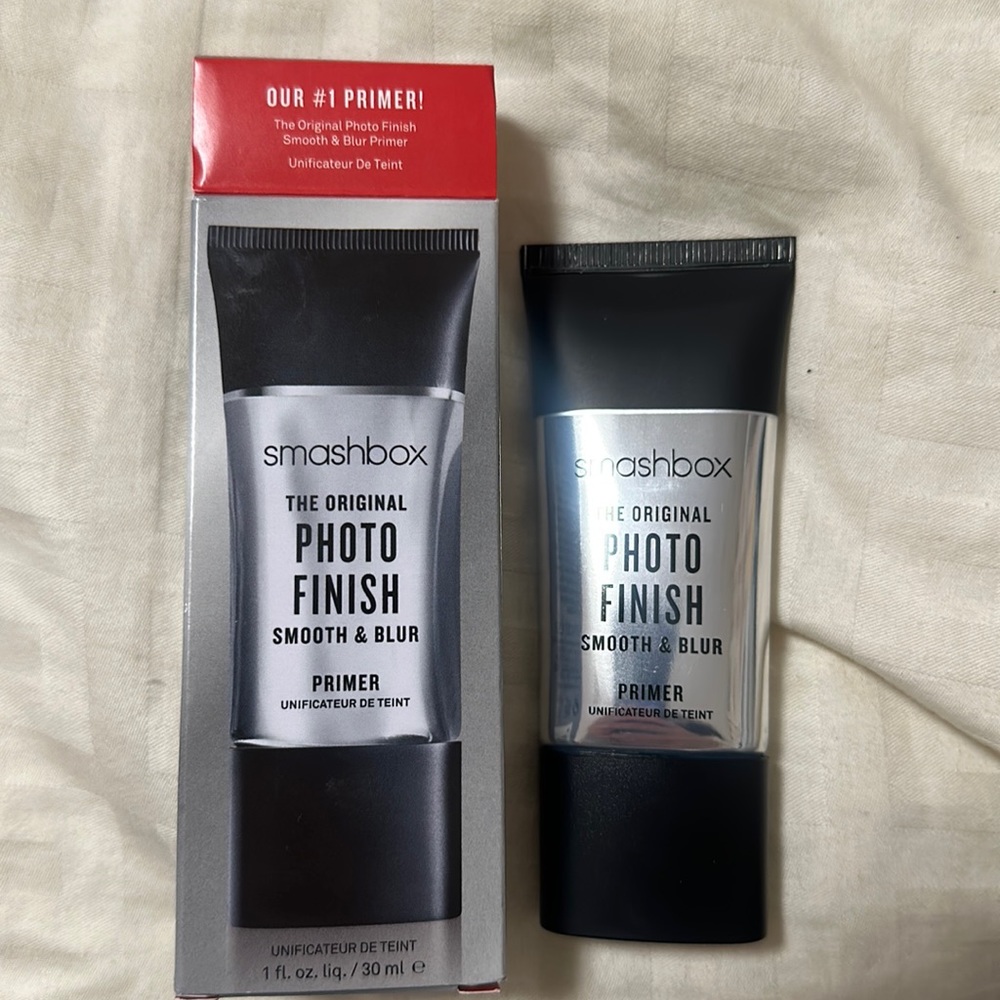 OUR #1 PRIMER!
The Original Photo Finish
Smooth & Blur Primer
Unificateur De Teint
smashbox
THE ORIGINAL
PHOTO
FINISH
SMOOTH & BLUR
PRIMER
UNIFICATEUR DE TEINT
UNIFICATEUR DE TEINT
1 fl. oz. liq. / 30 ml ℮
smashbox
THE ORIGINAL
PHOTO
FINISH
SMOOTH & BLUR
PRIMER
UNIFICATEUR DE TEINT